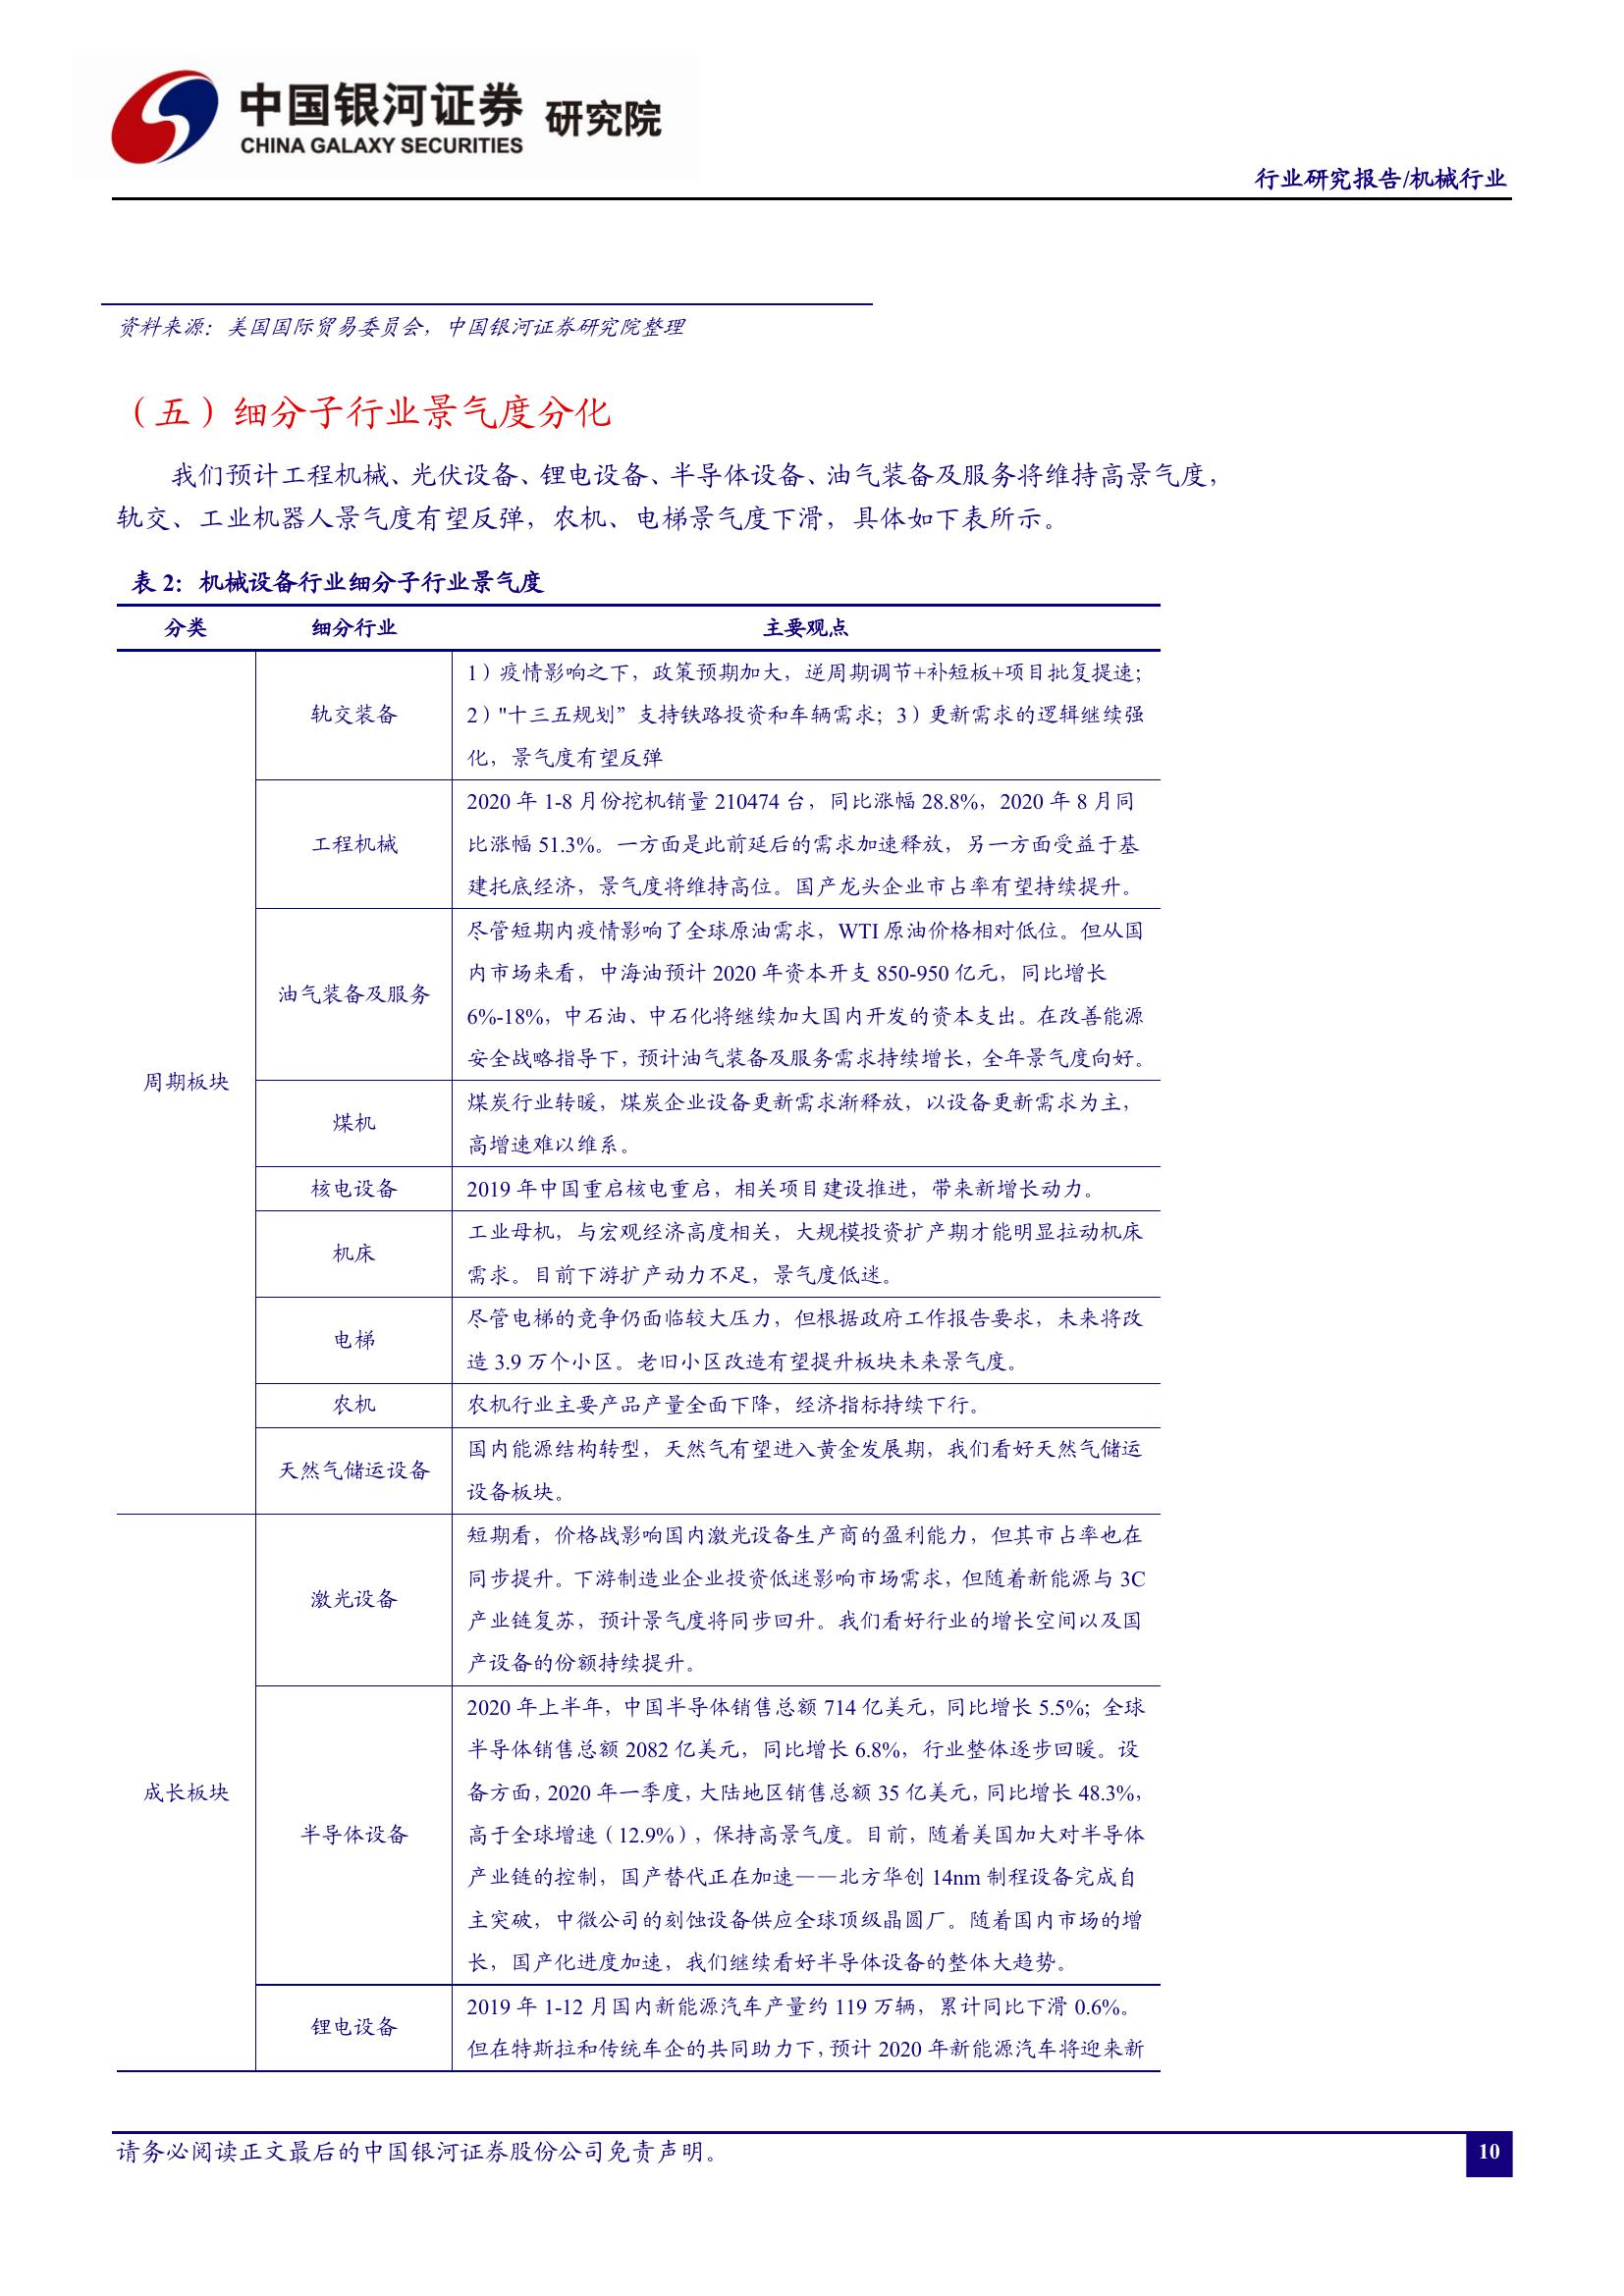 中国银河证券 研究院
CHINA GALAXY SECURITIES
行业研究报告/机械行业
资料来源：美国国际贸易委员会，中国银河证券研究院整理
（五）细分子行业景气度分化
我们预计工程机械、光伏设备、锂电设备、半导体设备、油气装备及服务将维持高景气度，
轨交、工业机器人景气度有望反弹，农机、电梯景气度下滑，具体如下表所示。
表 2：机械设备行业细分子行业景气度
分类 细分行业 主要观点
周期板块
轨交装备
1）疫情影响之下，政策预期加大，逆周期调节+补短板+项目批复提速；
2）"十三五规划”支持铁路投资和车辆需求；3）更新需求的逻辑继续强
化，景气度有望反弹
工程机械
2020 年 1-8 月份挖机销量 210474 台，同比涨幅 28.8%，2020 年 8 月同
比涨幅 51.3%。一方面是此前延后的需求加速释放，另一方面受益于基
建托底经济，景气度将维持高位。国产龙头企业市占率有望持续提升。
油气装备及服务
尽管短期内疫情影响了全球原油需求，WTI 原油价格相对低位。但从国
内市场来看，中海油预计 2020 年资本开支 850-950 亿元，同比增长
6%-18%，中石油、中石化将继续加大国内开发的资本支出。在改善能源
安全战略指导下，预计油气装备及服务需求持续增长，全年景气度向好。
煤机
煤炭行业转暖，煤炭企业设备更新需求渐释放，以设备更新需求为主，
高增速难以维系。
核电设备
2019 年中国重启核电重启，相关项目建设推进，带来新增长动力。
机床
工业母机，与宏观经济高度相关，大规模投资扩产期才能明显拉动机床
需求。目前下游扩产动力不足，景气度低迷。
电梯
尽管电梯的竞争仍面临较大压力，但根据政府工作报告要求，未来将改
造 3.9 万个小区。老旧小区改造有望提升板块未来景气度。
农机
农机行业主要产品产量全面下降，经济指标持续下行。
天然气储运设备
国内能源结构转型，天然气有望进入黄金发展期，我们看好天然气储运
设备板块。
成长板块
激光设备
短期看，价格战影响国内激光设备生产商的盈利能力，但其市占率也在
同步提升。下游制造业企业投资低迷影响市场需求，但随着新能源与 3C
产业链复苏，预计景气度将同步回升。我们看好行业的增长空间以及国
产设备的份额持续提升。
半导体设备
2020 年上半年，中国半导体销售总额 714 亿美元，同比增长 5.5%；全球
半导体销售总额 2082 亿美元，同比增长 6.8%，行业整体逐步回暖。设
备方面，2020 年一季度，大陆地区销售总额 35 亿美元，同比增长 48.3%，
高于全球增速（12.9%），保持高景气度。目前，随着美国加大对半导体
产业链的控制，国产替代正在加速——北方华创 14nm 制程设备完成自
主突破，中微公司的刻蚀设备供应全球顶级晶圆厂。随着国内市场的增
长，国产化进度加速，我们继续看好半导体设备的整体大趋势。
锂电设备
2019 年 1-12 月国内新能源汽车产量约 119 万辆，累计同比下滑 0.6%。
但在特斯拉和传统车企的共同助力下，预计 2020 年新能源汽车将迎来新
请务必阅读正文最后的中国银河证券股份公司免责声明。
10